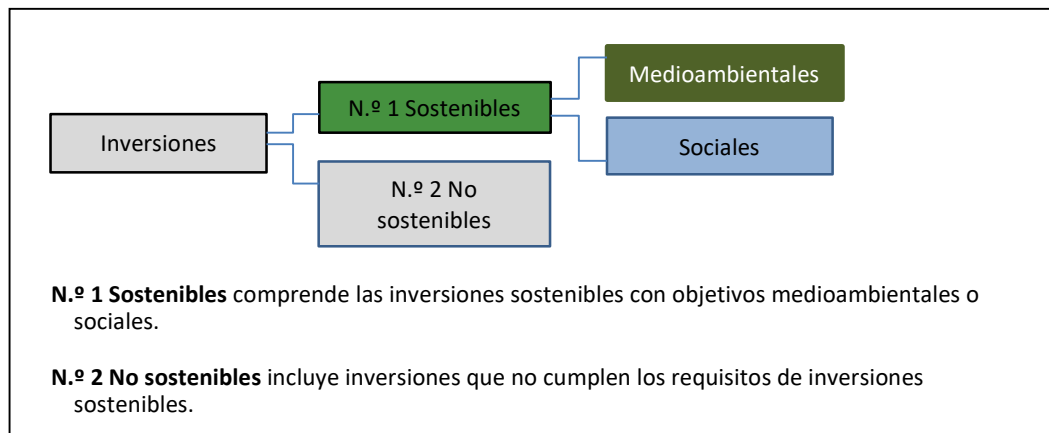 Medioambientales
N.º 1 Sostenibles
Inversiones
Sociales
N.º 2 No
sostenibles
N.º 1 Sostenibles comprende las inversiones sostenibles con objetivos medioambientales o
sociales.
N.º 2 No sostenibles incluye inversiones que no cumplen los requisitos de inversiones
sostenibles.